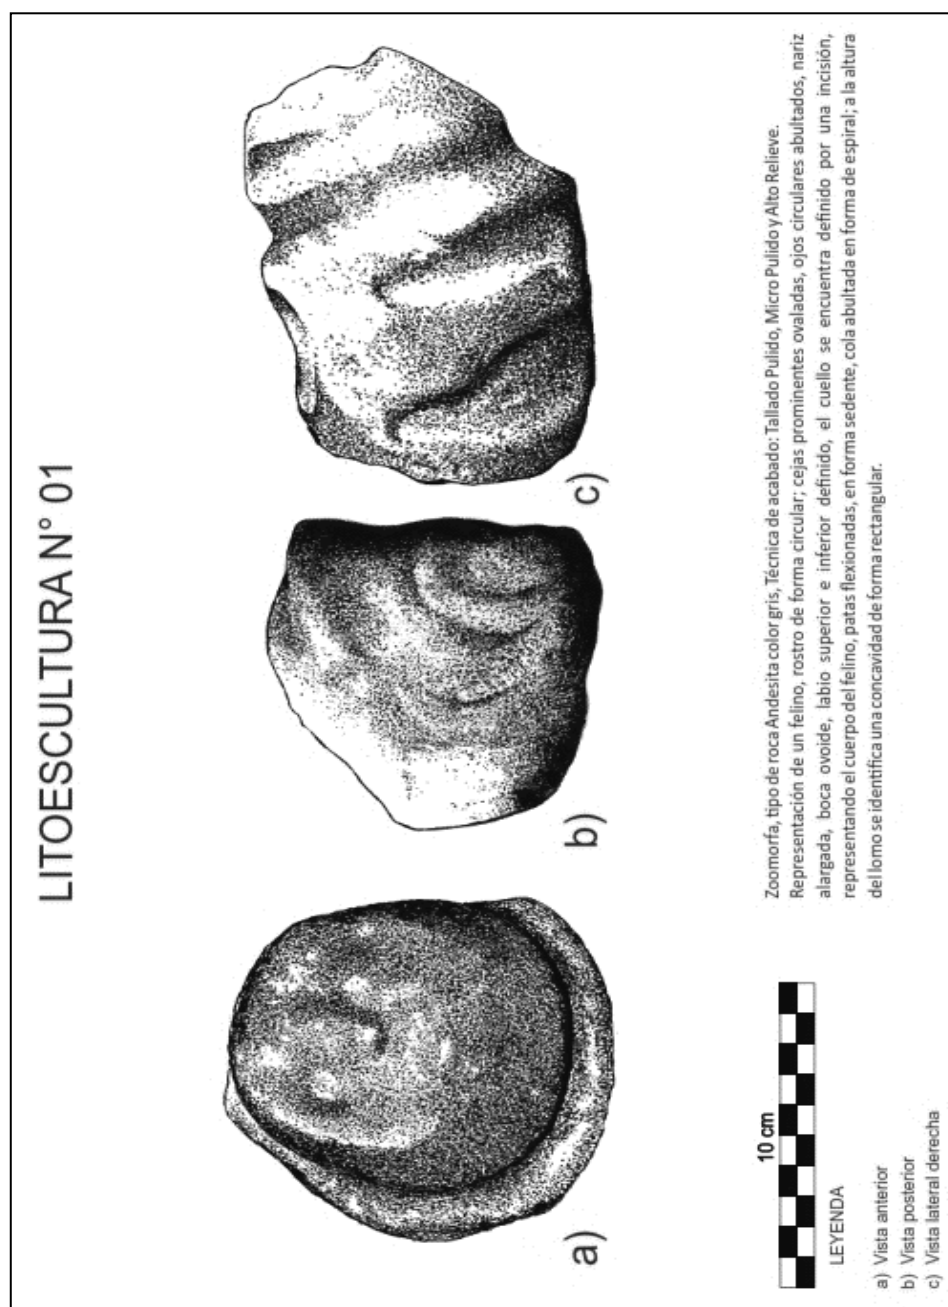 LITOESCULTURA N° 01
a)
b)
c)
10 cm
LEYENDA
a) Vista anterior
b) Vista posterior
c) Vista lateral derecha
Zoomorfa, tipo de roca Andesita color gris, Técnica de acabado: Tallado Pulido, Micro Pulido y Alto Relieve.
Representación de un felino, rostro de forma circular; cejas prominentes ovaladas, ojos circulares abultados, nariz
alargada, boca ovoide, labio superior e inferior definido, el cuello se encuentra definido por una incisión,
representando el cuerpo del felino, patas flexionadas, en forma sedente, cola abultada en forma de espiral; a la altura
del lomo se identifica una concavidad de forma rectangular.